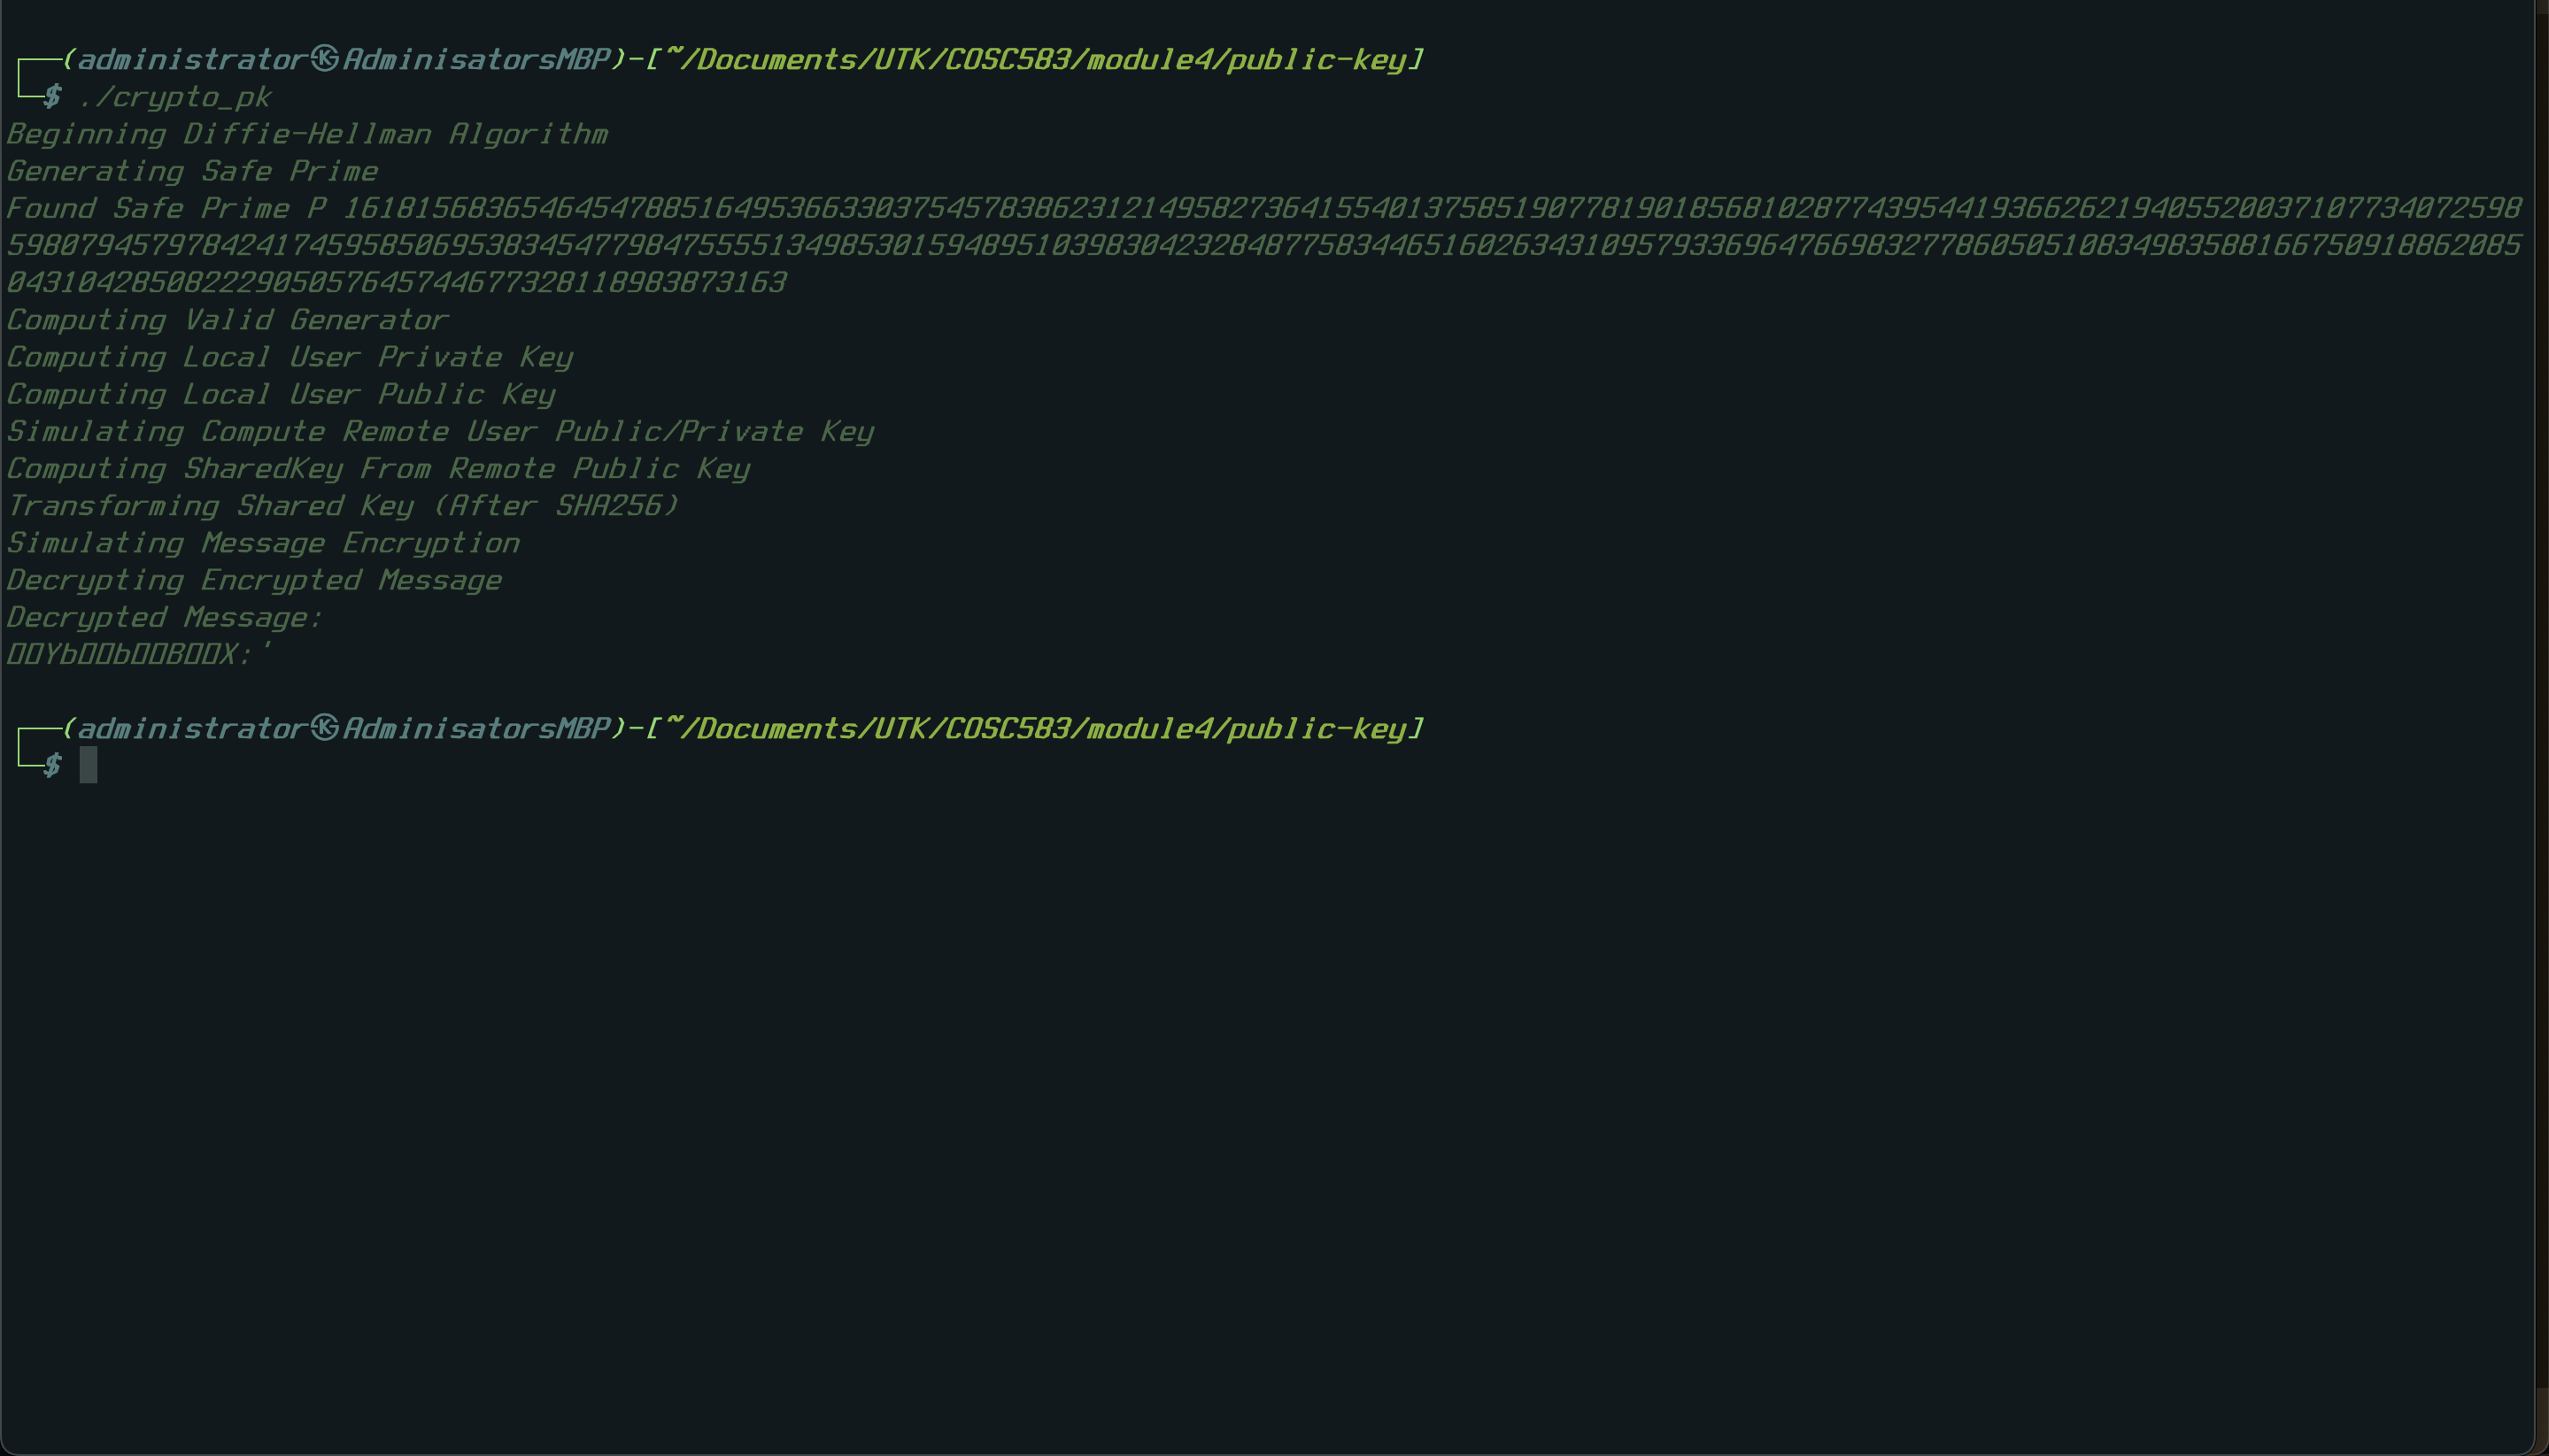 ┌──(administrator㉿AdminisatorsMBP)-[~/Documents/UTK/COSC583/module4/public-key]
└─$ ./crypto_pk
Beginning Diffie-Hellman Algorithm
Generating Safe Prime
Found Safe Prime P 161815683654645478851649536633037545783862312149582736415540137585190778190185681028774395441936626219405520037107734072598
5980794579784241745958506953834547798475555134985301594895103983042328487758344651602634310957933696476698327786050510834983588166750918862085
04310428508222905057645744677328118983873163
Computing Valid Generator
Computing Local User Private Key
Computing Local User Public Key
Simulating Compute Remote User Public/Private Key
Computing SharedKey From Remote Public Key
Transforming Shared Key (After SHA256)
Simulating Message Encryption
Decrypting Encrypted Message
Decrypted Message:
▯▯Yb▯▯b▯▯B▯▯X:'
┌──(administrator㉿AdminisatorsMBP)-[~/Documents/UTK/COSC583/module4/public-key]
└─$